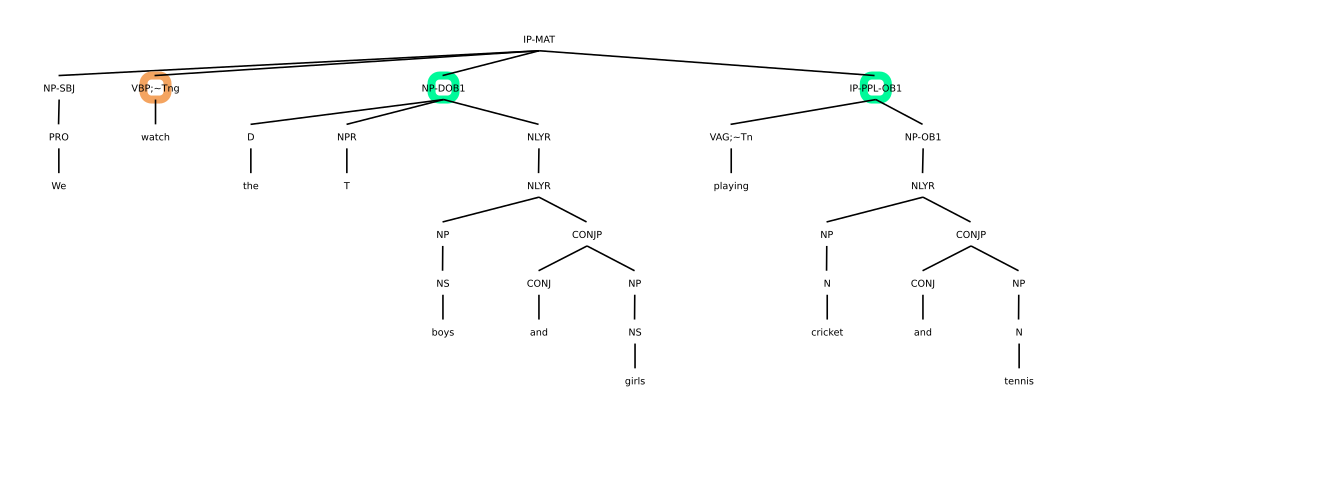 IP-MAT
NP-SBJ VBP;~Tng NP-DOB1 IP-PPL-OB1
PRO watch D NPR NLYR VAG;~Tn NP-OB1
We the T NLYR playing NLYR
NP CONJP NP CONJP
NS CONJ NP N CONJ NP
boys and NS cricket and N
girls tennis